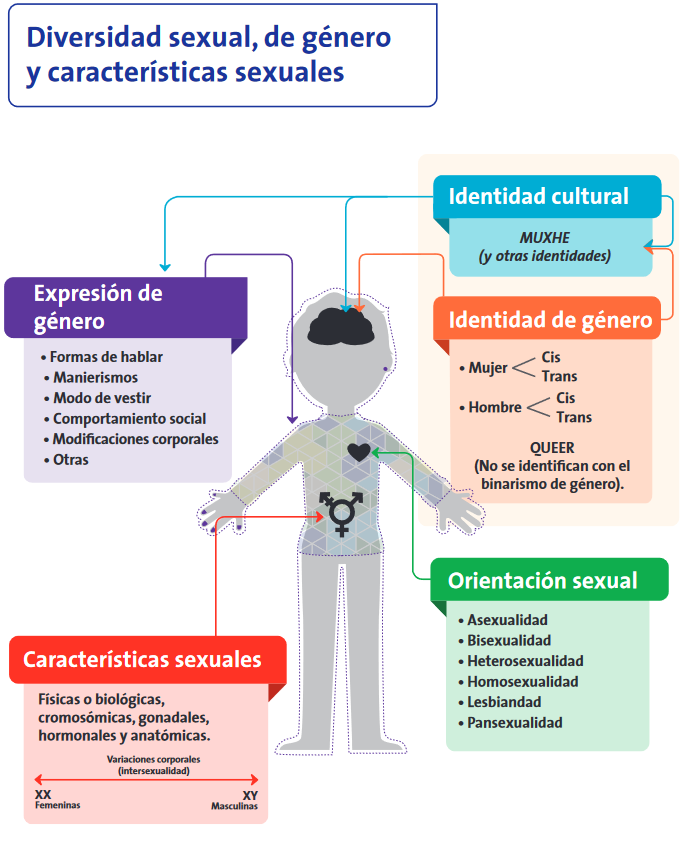 Diversidad sexual, de género
y características sexuales
Identidad cultural
MUXHE
(y otras identidades)
Expresión de
género
• Formas de hablar
• Manierismos
• Modo de vestir
• Comportamiento social
• Modificaciones corporales
• Otras
Identidad de género
• Mujer
Cis
Trans
• Hombre
Cis
Trans
QUEER
(No se identifican con el
binarismo de género).
Orientación sexual
• Asexualidad
• Bisexualidad
• Heterosexualidad
• Homosexualidad
• Lesbiandad
• Pansexualidad
Características sexuales
Físicas o biológicas,
cromosómicas, gonadales,
hormonales y anatómicas.
Variaciones corporales
(intersexualidad)
XX
Femeninas
XY
Masculinas